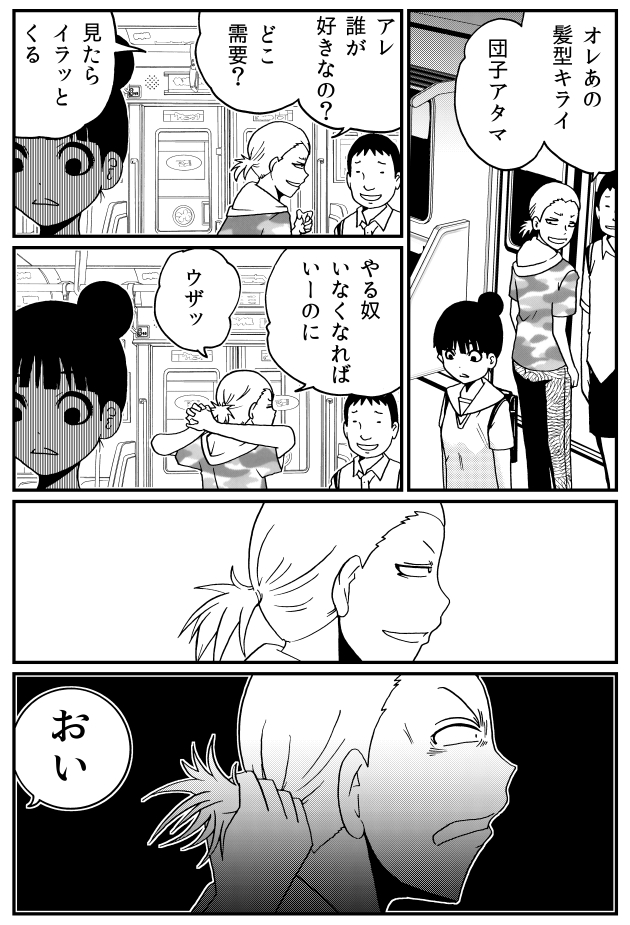 オレあの
髪型キライ
団子アタマ
アレ
誰が
好きなの？
どこ
需要？
見たら
イラッと
くる
やる奴
いなくなれば
いーのに
ウザッ
おい